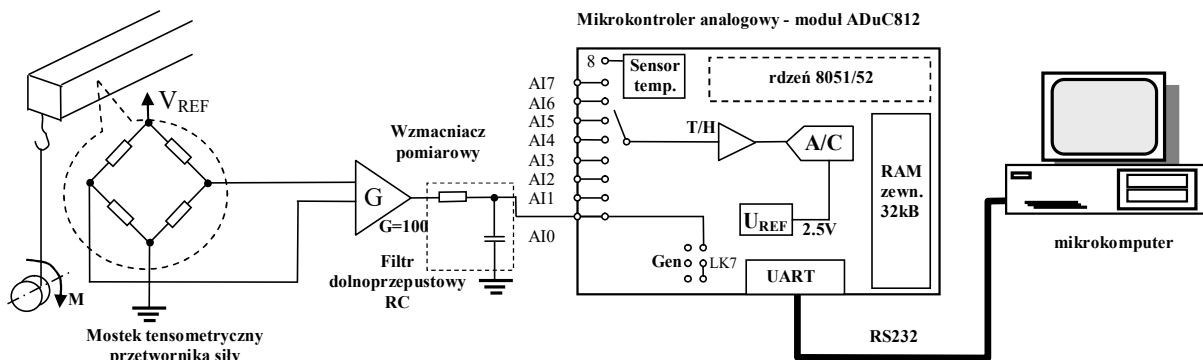 Mikrokontroler analogowy - moduł ADuC812
8
Sensor
temp.
rdzeń 8051/52
AI7
AI6
AI5
AI4
AI3
AI2
AI1
AI0
T/H
A/C
RAM
zewn.
32kB
UREF
2.5V
Gen
LK7
UART
VREF
Wzmacniacz
pomiarowy
G
G=100
Filtr
dolnoprzepustowy
RC
M
Mostek tensometryczny
przetwornika siły
RS232
mikrokomputer